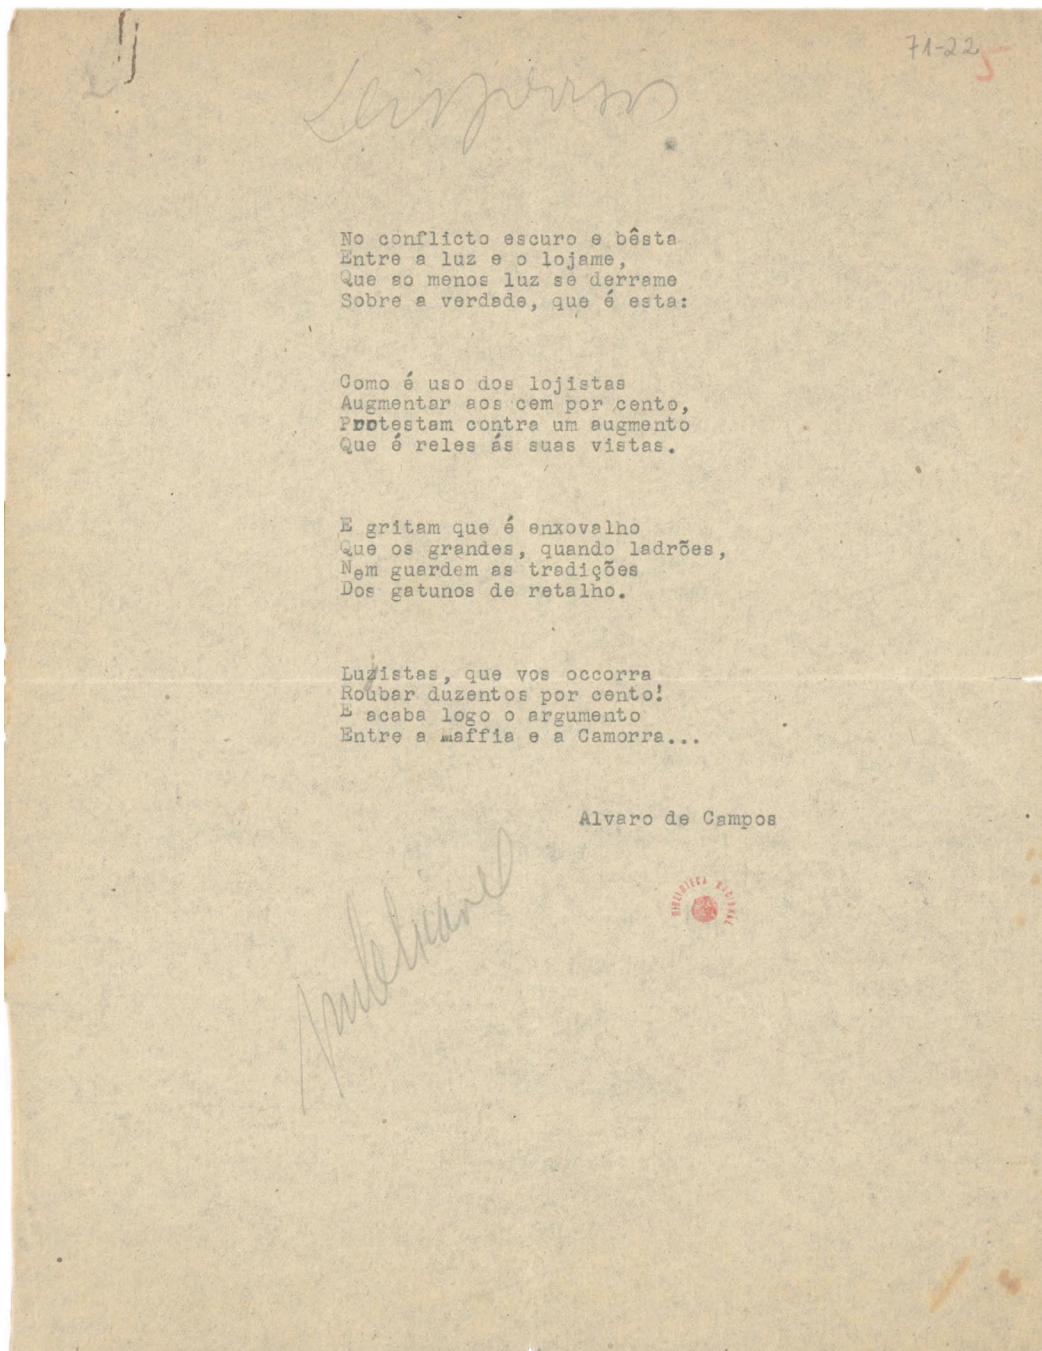 71-22
5
No conflicto escuro e bêsta
Entre a luz e o lojame,
Que ao menos luz se derrame
Sobre a verdade, que é esta:
Como é uso dos lojistas
Augmentar aos cem por cento,
Protestam contra um augmento
Que é reles ás suas vistas.
E gritam que é enxovalho
Que os grandes, quando ladrões,
Nem guardem as tradições
Dos gatunos de retalho.
Luzistas, que vos occorra
Roubar duzentos por cento!
E acaba logo o argumento
Entre a maffia e a Camorra...
Alvaro de Campos
BIBLIOTECA NACIONAL